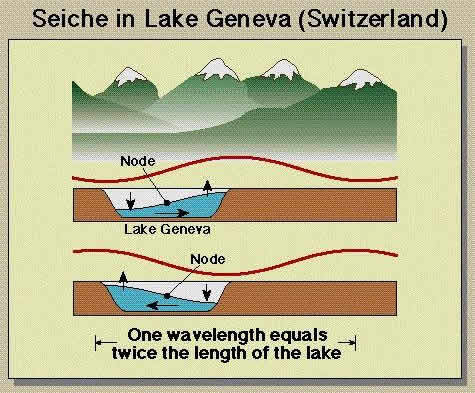 Seiche in Lake Geneva (Switzerland)
Node
Lake Geneva
Node
One wavelength equals
twice the length of the lake